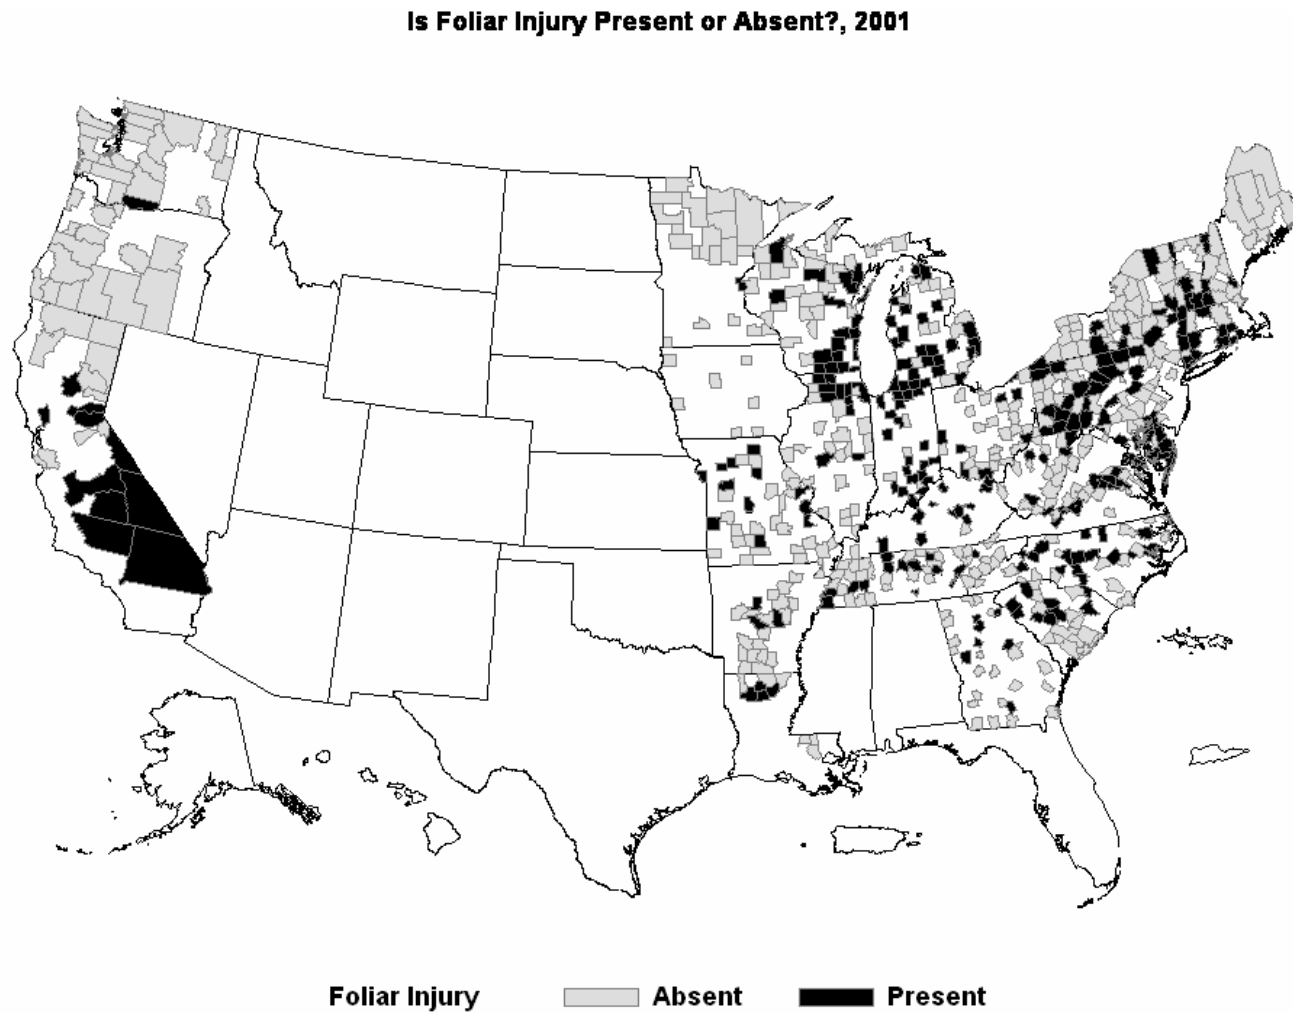 Is Foliar Injury Present or Absent?, 2001
Foliar Injury Absent Present